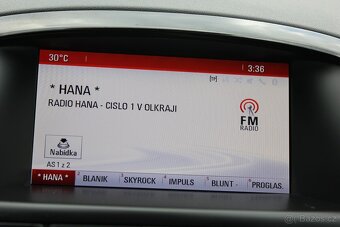 30°C 3:36
* HANA *
RADIO HANA - CISLO 1 V OLKRAJI
FM
RADIO
Nabídka
AS 1 z 2
* HANA * BLANIK SKYROCK IMPULS BLUNT - PROGLAS.